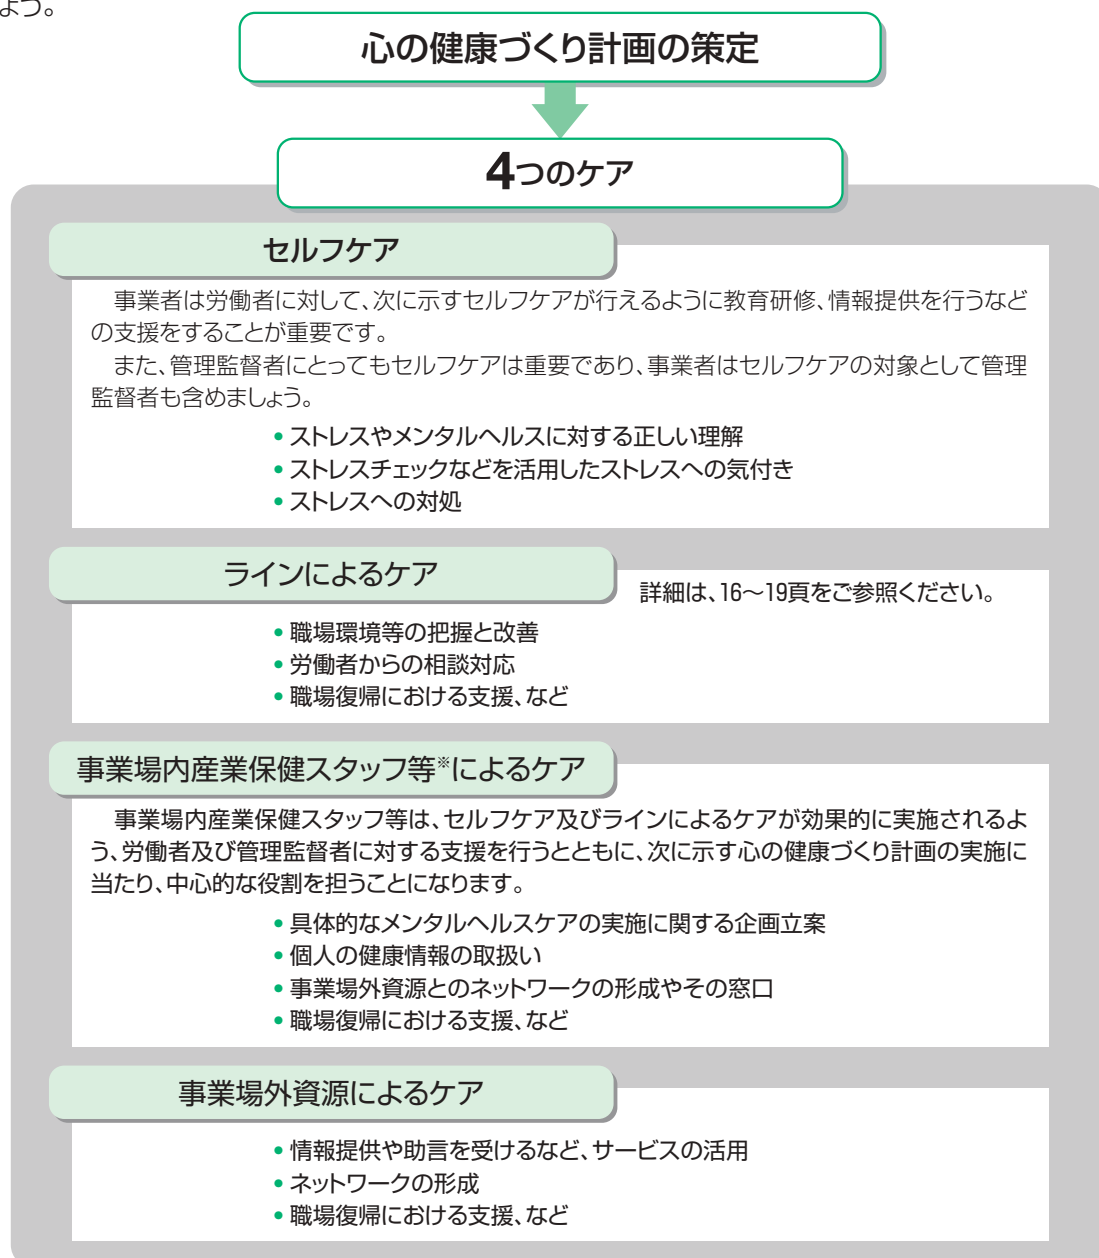 よう。
心の健康づくり計画の策定
4つのケア
セルフケア
事業者は労働者に対して、次に示すセルフケアが行えるように教育研修、情報提供を行うなど
の支援をすることが重要です。
また、管理監督者にとってもセルフケアは重要であり、事業者はセルフケアの対象として管理
監督者も含めましょう。
• ストレスやメンタルヘルスに対する正しい理解
• ストレスチェックなどを活用したストレスへの気付き
• ストレスへの対処
ラインによるケア
詳細は、16～19頁をご参照ください。
• 職場環境等の把握と改善
• 労働者からの相談対応
• 職場復帰における支援、など
事業場内産業保健スタッフ等※によるケア
事業場内産業保健スタッフ等は、セルフケア及びラインによるケアが効果的に実施されるよ
う、労働者及び管理監督者に対する支援を行うとともに、次に示す心の健康づくり計画の実施に
当たり、中心的な役割を担うことになります。
• 具体的なメンタルヘルスケアの実施に関する企画立案
• 個人の健康情報の取扱い
• 事業場外資源とのネットワークの形成やその窓口
• 職場復帰における支援、など
事業場外資源によるケア
• 情報提供や助言を受けるなど、サービスの活用
• ネットワークの形成
• 職場復帰における支援、など